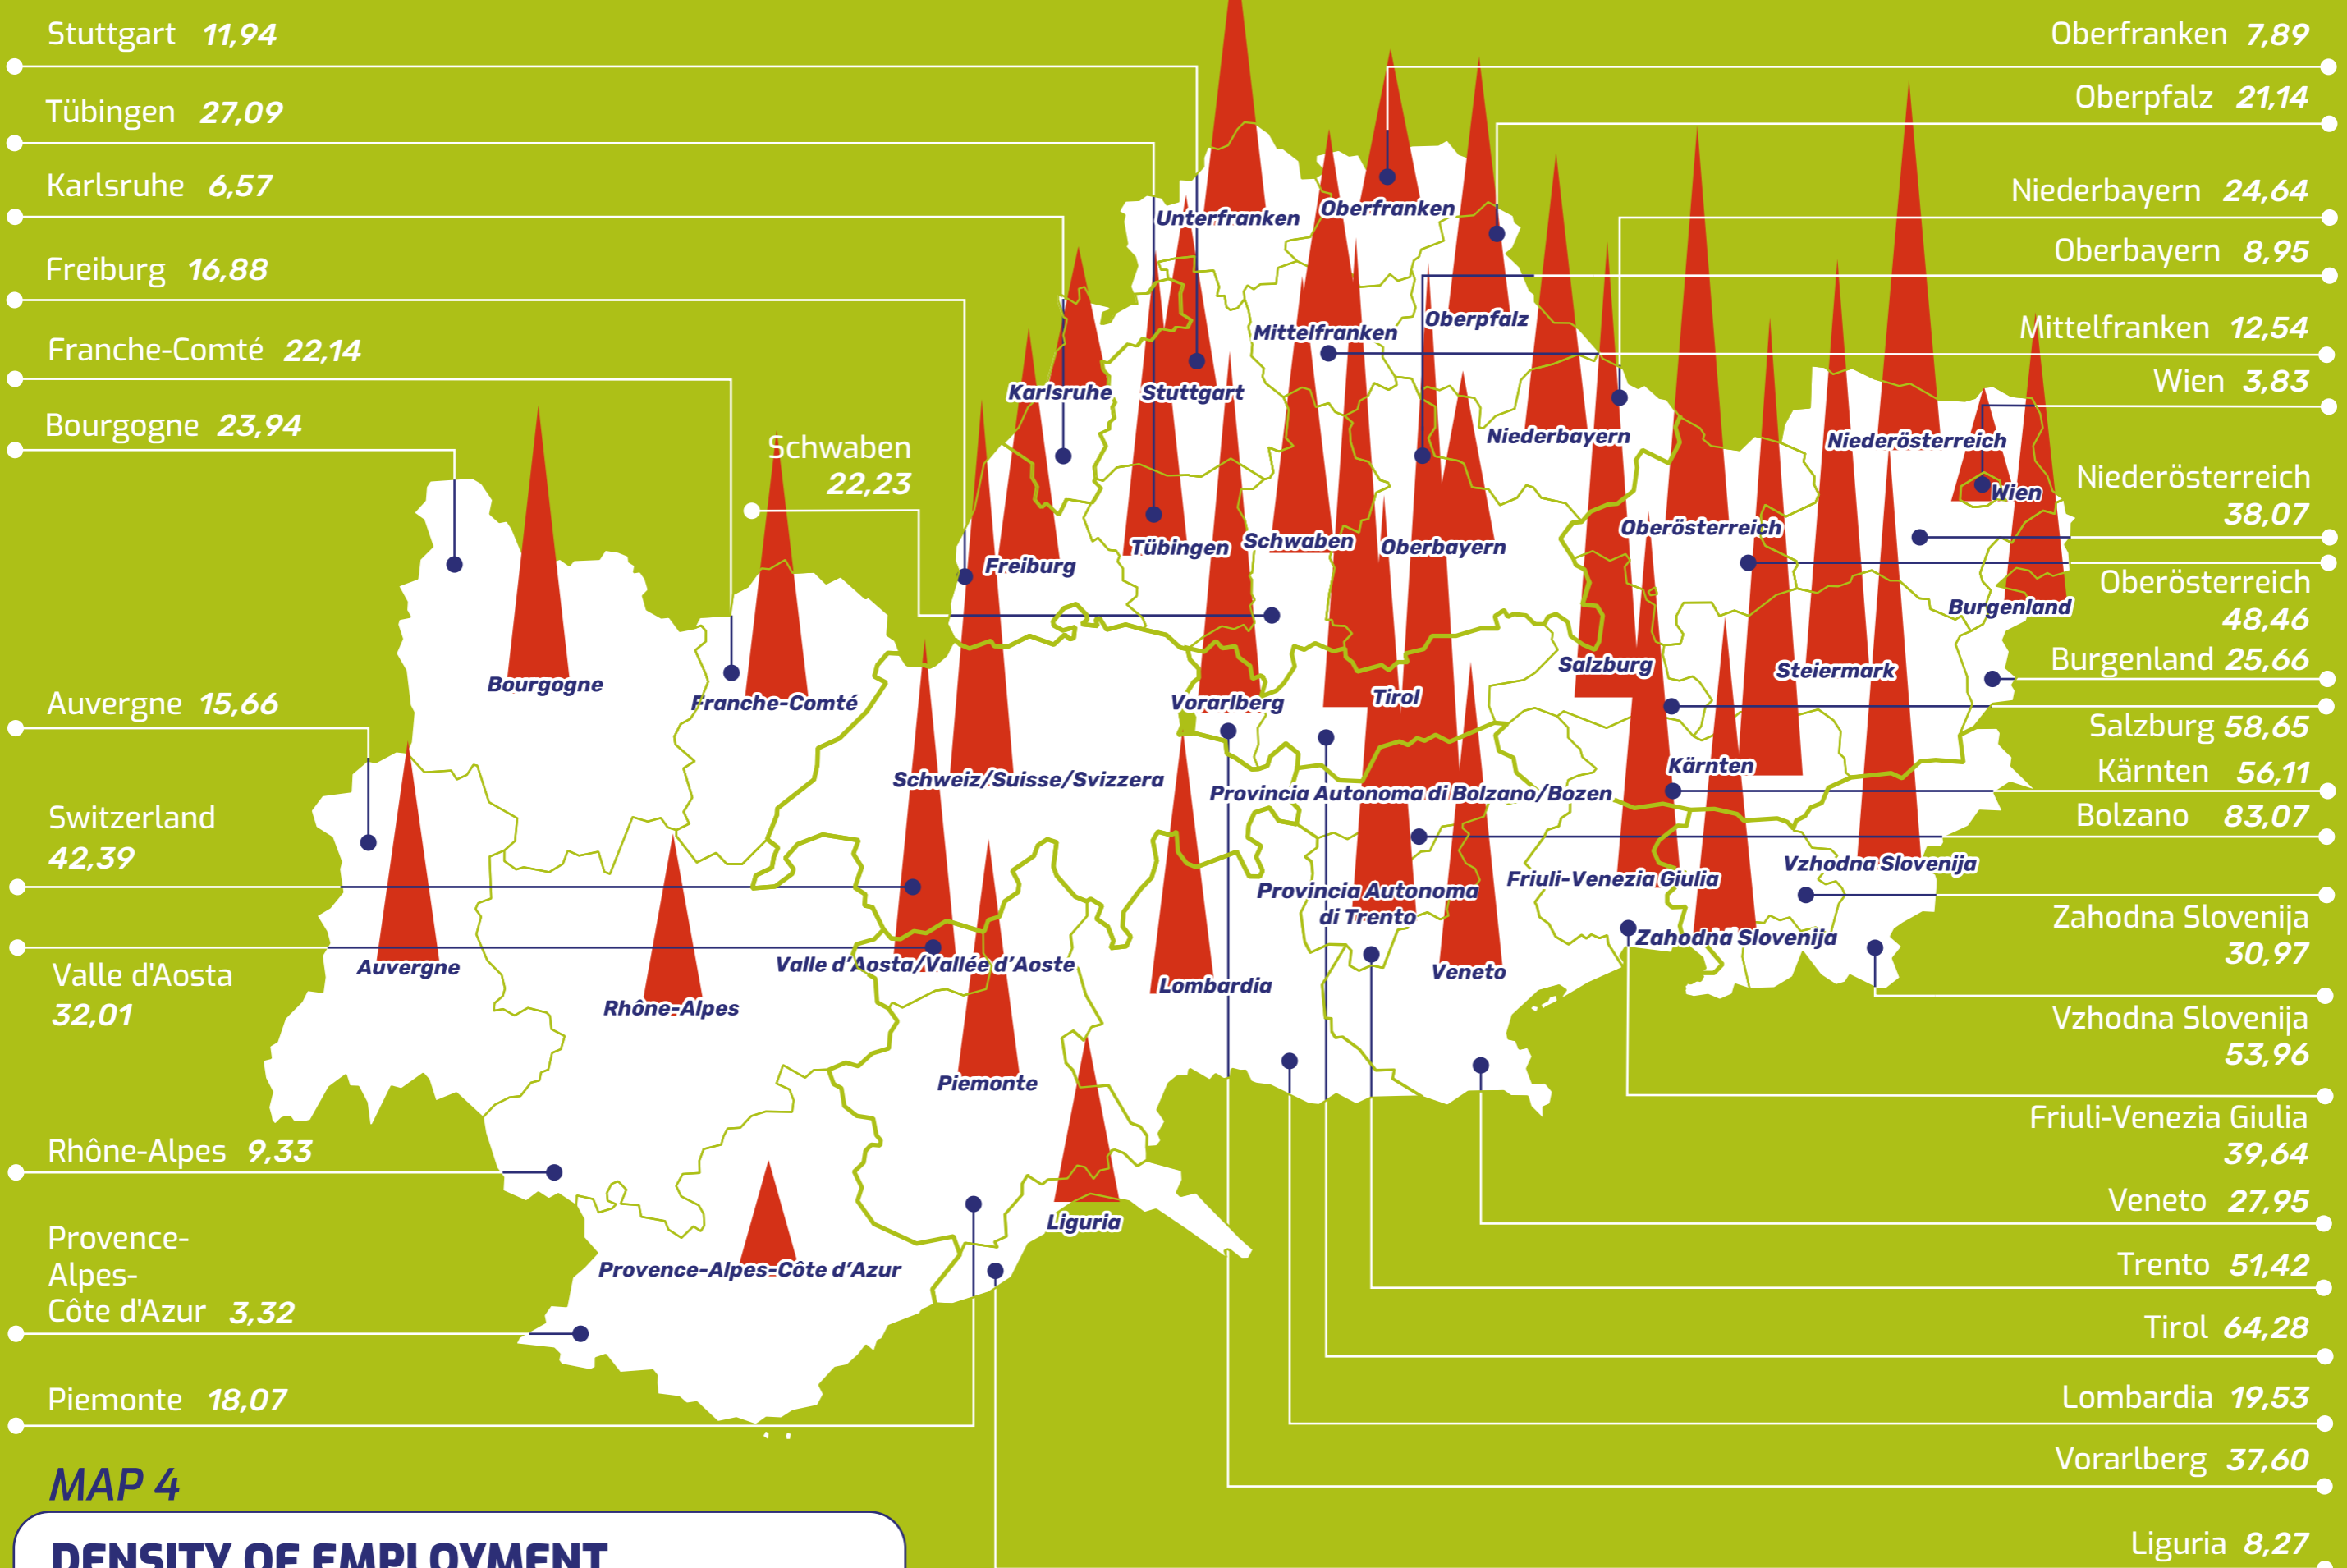 Stuttgart 11,94
Tübingen 27,09
Karlsruhe 6,57
Freiburg 16,88
Franche-Comté 22,14
Bourgogne 23,94
Schwaben
22,23
Auvergne 15,66
Switzerland
42,39
Valle d'Aosta
32,01
Rhône-Alpes 9,33
Provence-
Alpes-
Côte d'Azur 3,32
Piemonte 18,07
Oberfranken 7,89
Oberpfalz 21,14
Niederbayern 24,64
Oberbayern 8,95
Mittelfranken 12,54
Wien 3,83
Niederösterreich
38,07
Oberösterreich
48,46
Burgenland 25,66
Salzburg 58,65
Kärnten 56,11
Bolzano 83,07
Zahodna Slovenija
30,97
Vzhodna Slovenija
53,96
Friuli-Venezia Giulia
39,64
Veneto 27,95
Trento 51,42
Tirol 64,28
Lombardia 19,53
Vorarlberg 37,60
Liguria 8,27
Unterfranken
Oberfranken
Mittelfranken
Oberpfalz
Karlsruhe
Stuttgart
Niederbayern
Niederösterreich
Wien
Oberösterreich
Tübingen
Schwaben
Oberbayern
Freiburg
Burgenland
Salzburg
Steiermark
Bourgogne
Franche-Comté
Vorarlberg
Tirol
Kärnten
Schweiz/Suisse/Svizzera
Provincia Autonoma di Bolzano/Bozen
Vzhodna Slovenija
Friuli-Venezia Giulia
Provincia Autonoma
di Trento
Zahodna Slovenija
Auvergne
Valle d’Aosta/Vallée d’Aoste
Veneto
Lombardia
Rhône-Alpes
Piemonte
Liguria
Provence-Alpes-Côte d’Azur
MAP 4
DENSITY OF EMPLOYMENT